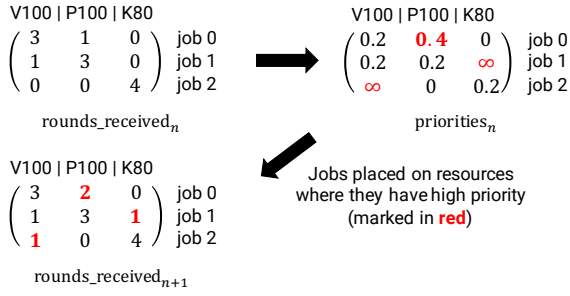 V100 | P100 | K80
3 1 0 job 0
1 3 0 job 1
0 0 4 job 2
rounds_received_n
V100 | P100 | K80
0.2 0.4 0 job 0
0.2 0.2 ∞ job 1
∞ 0 0.2 job 2
priorities_n
V100 | P100 | K80
3 2 0 job 0
1 3 1 job 1
1 0 4 job 2
rounds_received_n+1
Jobs placed on resources
where they have high priority
(marked in red)